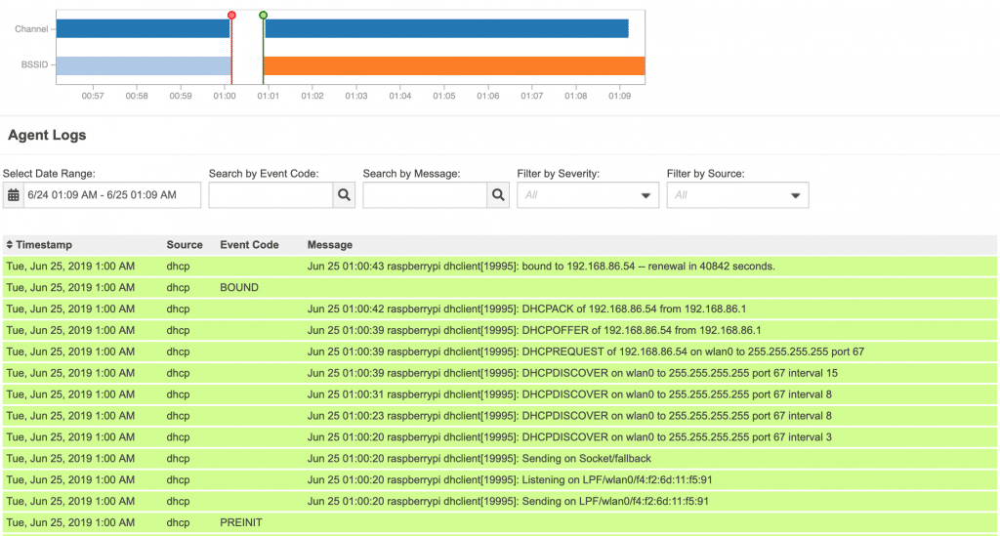 Channel
BSSID
00:57 00:58 00:59 01:00 01:01 01:02 01:03 01:04 01:05 01:06 01:07 01:08 01:09
Agent Logs
Select Date Range: Search by Event Code: Search by Message: Filter by Severity: Filter by Source:
6/24 01:09 AM - 6/25 01:09 AM All All
Timestamp Source Event Code Message
Tue, Jun 25, 2019 1:00 AM dhcp Jun 25 01:00:43 raspberrypi dhclient[19995]: bound to 192.168.86.54 -- renewal in 40842 seconds.
Tue, Jun 25, 2019 1:00 AM dhcp BOUND
Tue, Jun 25, 2019 1:00 AM dhcp Jun 25 01:00:42 raspberrypi dhclient[19995]: DHCPACK of 192.168.86.54 from 192.168.86.1
Tue, Jun 25, 2019 1:00 AM dhcp Jun 25 01:00:39 raspberrypi dhclient[19995]: DHCPOFFER of 192.168.86.54 from 192.168.86.1
Tue, Jun 25, 2019 1:00 AM dhcp Jun 25 01:00:39 raspberrypi dhclient[19995]: DHCPREQUEST of 192.168.86.54 on wlan0 to 255.255.255.255 port 67
Tue, Jun 25, 2019 1:00 AM dhcp Jun 25 01:00:39 raspberrypi dhclient[19995]: DHCPDISCOVER on wlan0 to 255.255.255.255 port 67 interval 15
Tue, Jun 25, 2019 1:00 AM dhcp Jun 25 01:00:31 raspberrypi dhclient[19995]: DHCPDISCOVER on wlan0 to 255.255.255.255 port 67 interval 8
Tue, Jun 25, 2019 1:00 AM dhcp Jun 25 01:00:23 raspberrypi dhclient[19995]: DHCPDISCOVER on wlan0 to 255.255.255.255 port 67 interval 8
Tue, Jun 25, 2019 1:00 AM dhcp Jun 25 01:00:20 raspberrypi dhclient[19995]: DHCPDISCOVER on wlan0 to 255.255.255.255 port 67 interval 3
Tue, Jun 25, 2019 1:00 AM dhcp Jun 25 01:00:20 raspberrypi dhclient[19995]: Sending on Socket/fallback
Tue, Jun 25, 2019 1:00 AM dhcp Jun 25 01:00:20 raspberrypi dhclient[19995]: Listening on LPF/wlan0/f4:f2:6d:11:f5:91
Tue, Jun 25, 2019 1:00 AM dhcp Jun 25 01:00:20 raspberrypi dhclient[19995]: Sending on LPF/wlan0/f4:f2:6d:11:f5:91
Tue, Jun 25, 2019 1:00 AM dhcp PREINIT